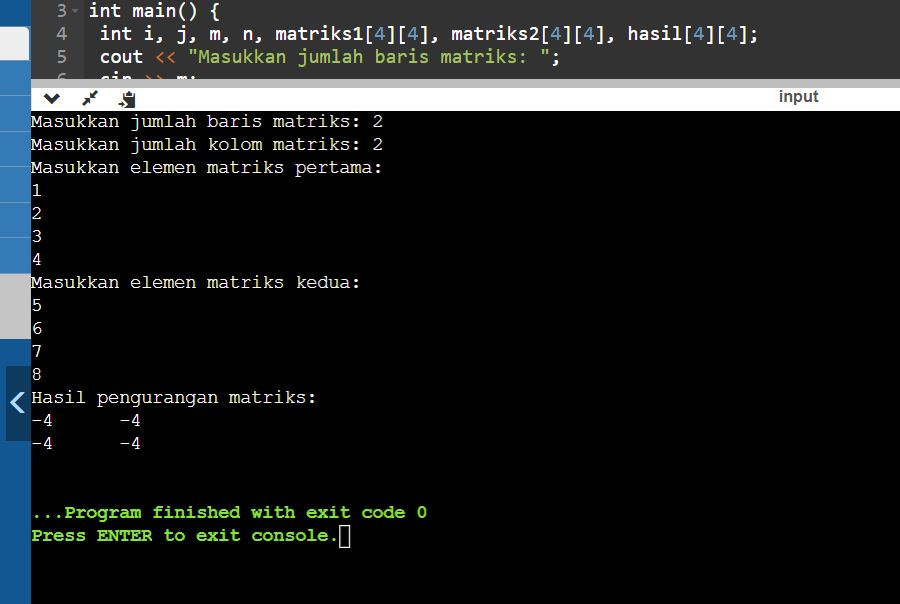 3 int main() {
4 int i, j, m, n, matriks1[4][4], matriks2[4][4], hasil[4][4];
5 cout << "Masukkan jumlah baris matriks: ";
6 cin >> m;
input
Masukkan jumlah baris matriks: 2
Masukkan jumlah kolom matriks: 2
Masukkan elemen matriks pertama:
1
2
3
4
Masukkan elemen matriks kedua:
5
6
7
8
Hasil pengurangan matriks:
-4 -4
-4 -4
...Program finished with exit code 0
Press ENTER to exit console.